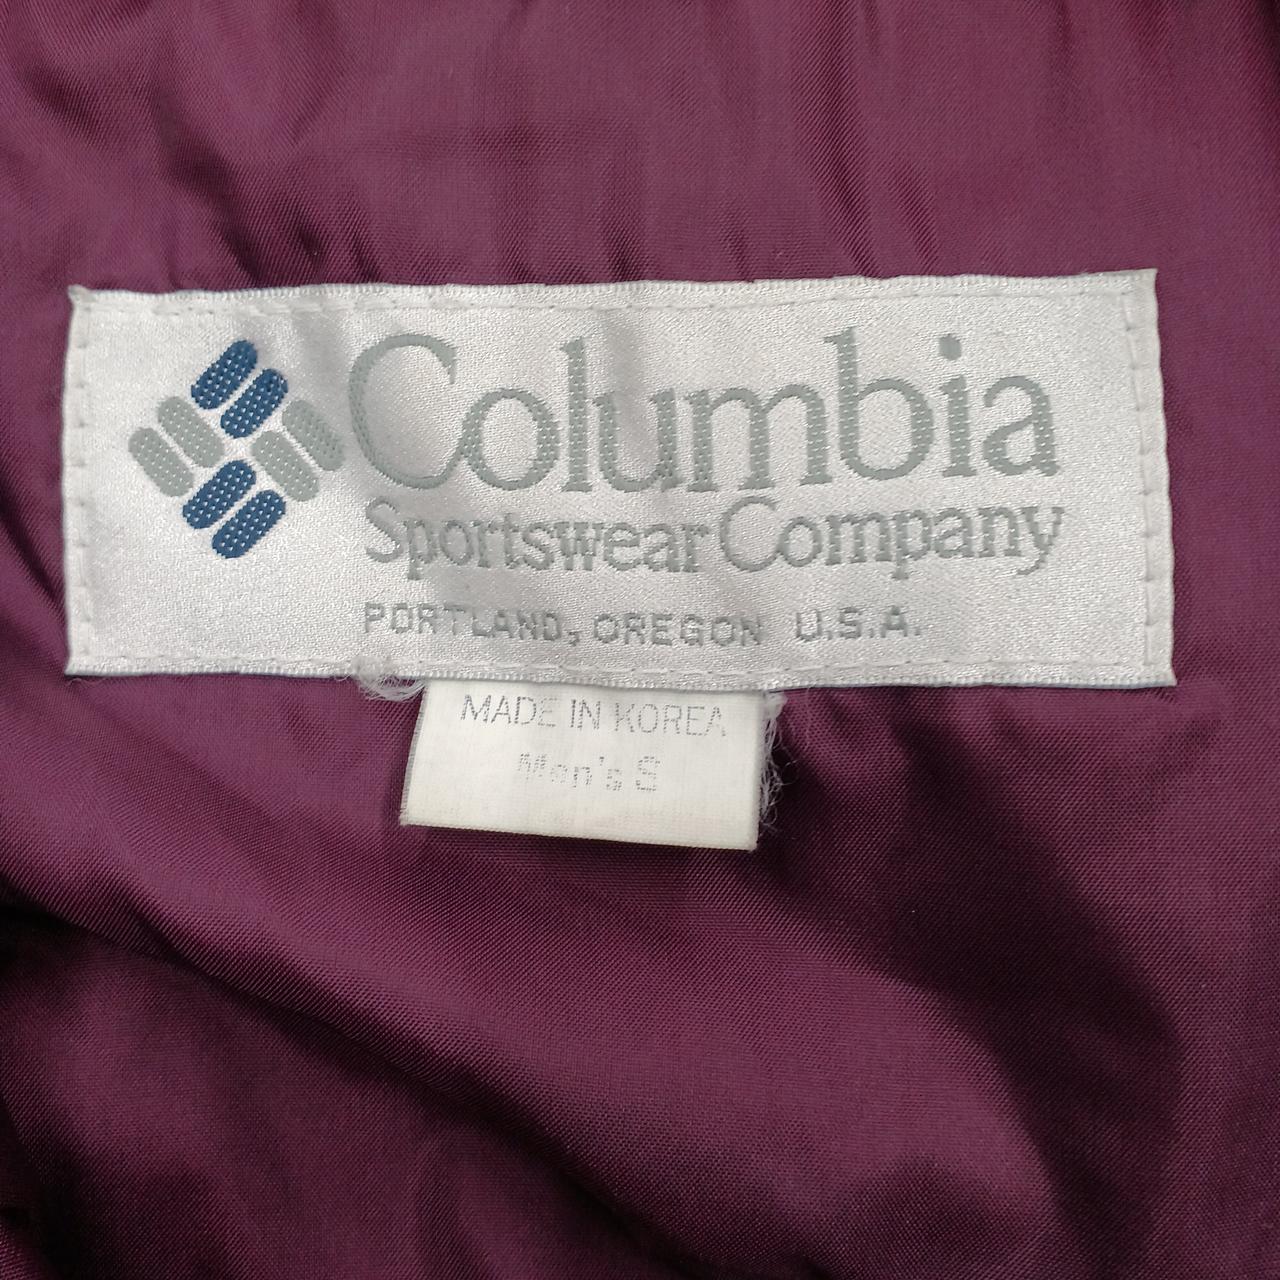 Columbia
Sportswear Company
PORTLAND, OREGON U.S.A.
MADE IN KOREA
Men's S